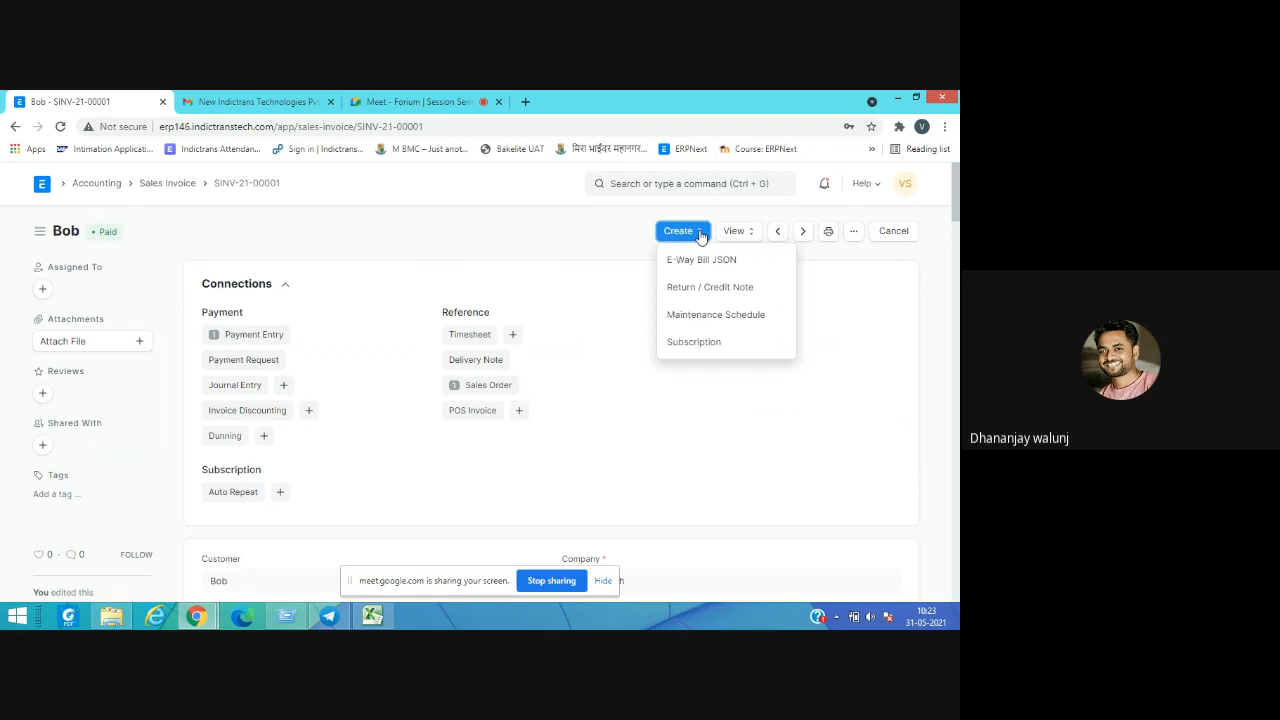 Bob - SINV-21-00001
New Indictrans Technologies Pvt.
Meet - Forium | Session Seri
Not secure | erp146.indictranstech.com/app/sales-invoice/SINV-21-00001
V
Apps
Intimation Applicati...
Indictrans Attendan...
Sign in | Indictrans...
M BMC – Just anot...
Bakelite UAT
मिरा भाईंदर महानगर...
ERPNext
Course: ERPNext
»
Reading list
E
Accounting
Sales Invoice
SINV-21-00001
Search or type a command (Ctrl + G)
Help
VS
Bob
Paid
Create
View
...
Cancel
E-Way Bill JSON
Return / Credit Note
Maintenance Schedule
Subscription
Assigned To
Attachments
Attach File
Reviews
Shared With
Tags
Add a tag ...
0 · 0
FOLLOW
You edited this
Connections
Payment
1 Payment Entry
Payment Request
Journal Entry
Invoice Discounting
Dunning
Subscription
Auto Repeat
Reference
Timesheet
Delivery Note
1 Sales Order
POS Invoice
Customer
Bob
Company *
h
meet.google.com is sharing your screen.
Stop sharing
Hide
10:23
31-05-2021
Dhananjay walunj